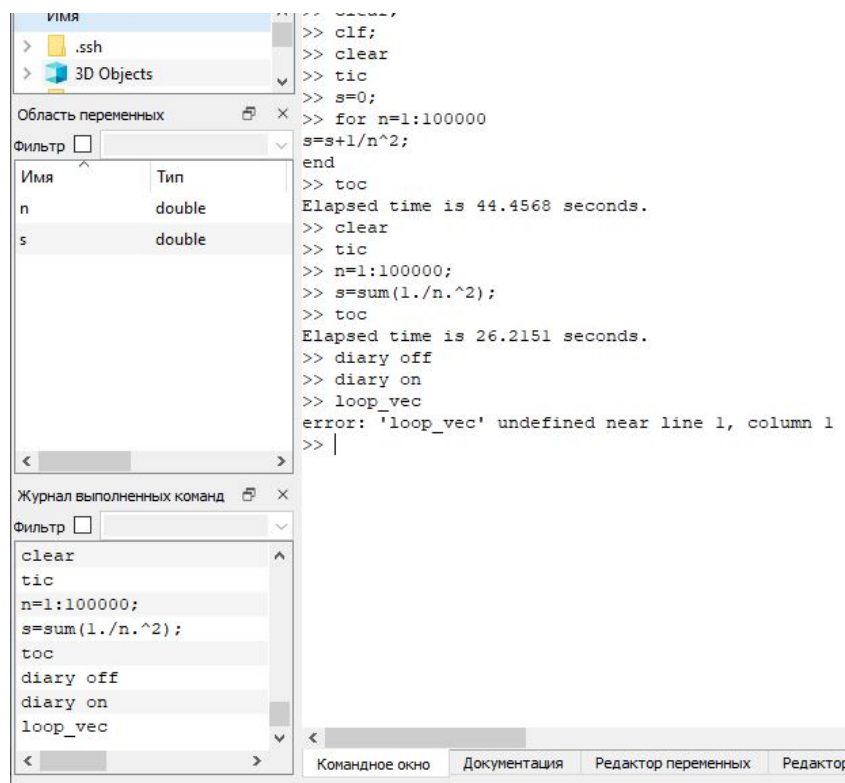 Имя
.ssh
3D Objects
Область переменных
Фильтр
Имя Тип
n double
s double
Журнал выполненных команд
Фильтр
clear
tic
n=1:100000;
s=sum(1./n.^2);
toc
diary off
diary on
loop_vec
>> clear;
>> clf;
>> clear
>> tic
>> s=0;
>> for n=1:100000
s=s+1/n^2;
end
>> toc
Elapsed time is 44.4568 seconds.
>> clear
>> tic
>> n=1:100000;
>> s=sum(1./n.^2);
>> toc
Elapsed time is 26.2151 seconds.
>> diary off
>> diary on
>> loop_vec
error: 'loop_vec' undefined near line 1, column 1
>>
Командное окно Документация Редактор переменных Редактор